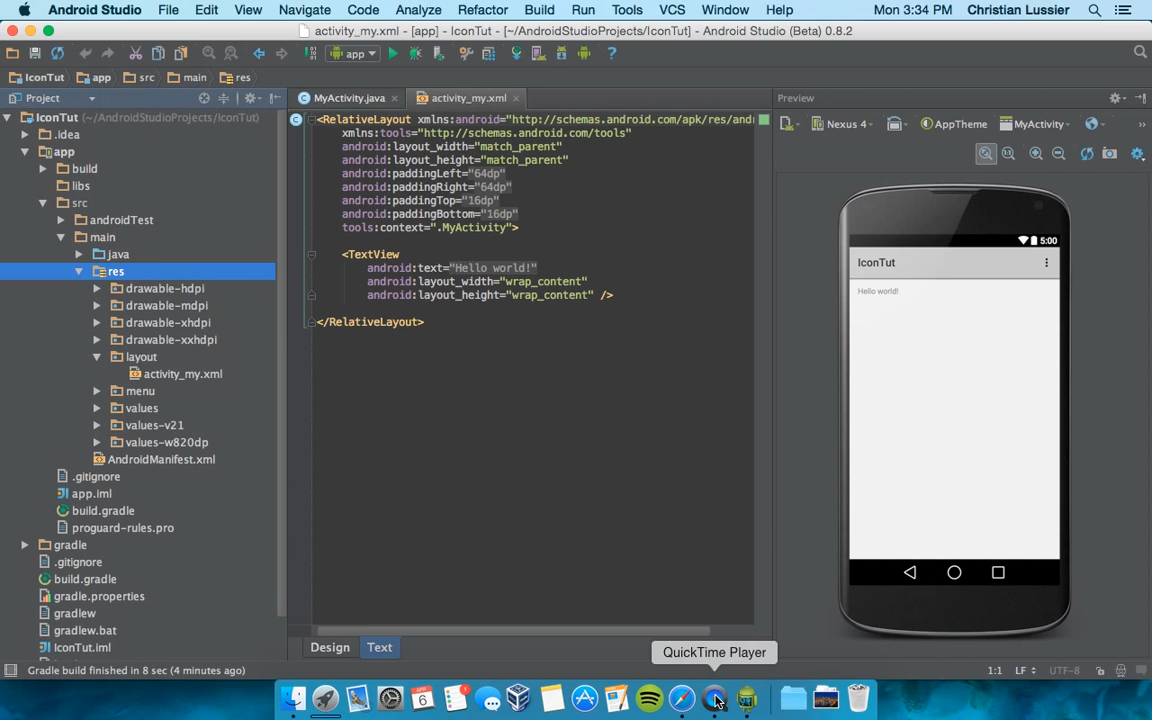 Android Studio File Edit View Navigate Code Analyze Refactor Build Run Tools VCS Window Help Mon 3:34 PM Christian Lussier
activity_my.xml - [app] - IconTut - [~/AndroidStudioProjects/IconTut] - Android Studio (Beta) 0.8.2
app
IconTut app src main res
Project
MyActivity.java activity_my.xml
Preview
IconTut (~/AndroidStudioProjects/IconTut)
.idea
app
build
libs
src
androidTest
main
java
res
drawable-hdpi
drawable-mdpi
drawable-xhdpi
drawable-xxhdpi
layout
activity_my.xml
menu
values
values-v21
values-w820dp
AndroidManifest.xml
.gitignore
app.iml
build.gradle
proguard-rules.pro
gradle
.gitignore
build.gradle
gradle.properties
gradlew
gradlew.bat
IconTut.iml
<RelativeLayout xmlns:android="http://schemas.android.com/apk/res/andr
xmlns:tools="http://schemas.android.com/tools"
android:layout_width="match_parent"
android:layout_height="match_parent"
android:paddingLeft="64dp"
android:paddingRight="64dp"
android:paddingTop="16dp"
android:paddingBottom="16dp"
tools:context=".MyActivity">
<TextView
android:text="Hello world!"
android:layout_width="wrap_content"
android:layout_height="wrap_content" />
</RelativeLayout>
Design Text
Nexus 4 AppTheme MyActivity
5:00
IconTut
Hello world!
QuickTime Player
Gradle build finished in 8 sec (4 minutes ago)
1:1 LF UTF-8
6
1